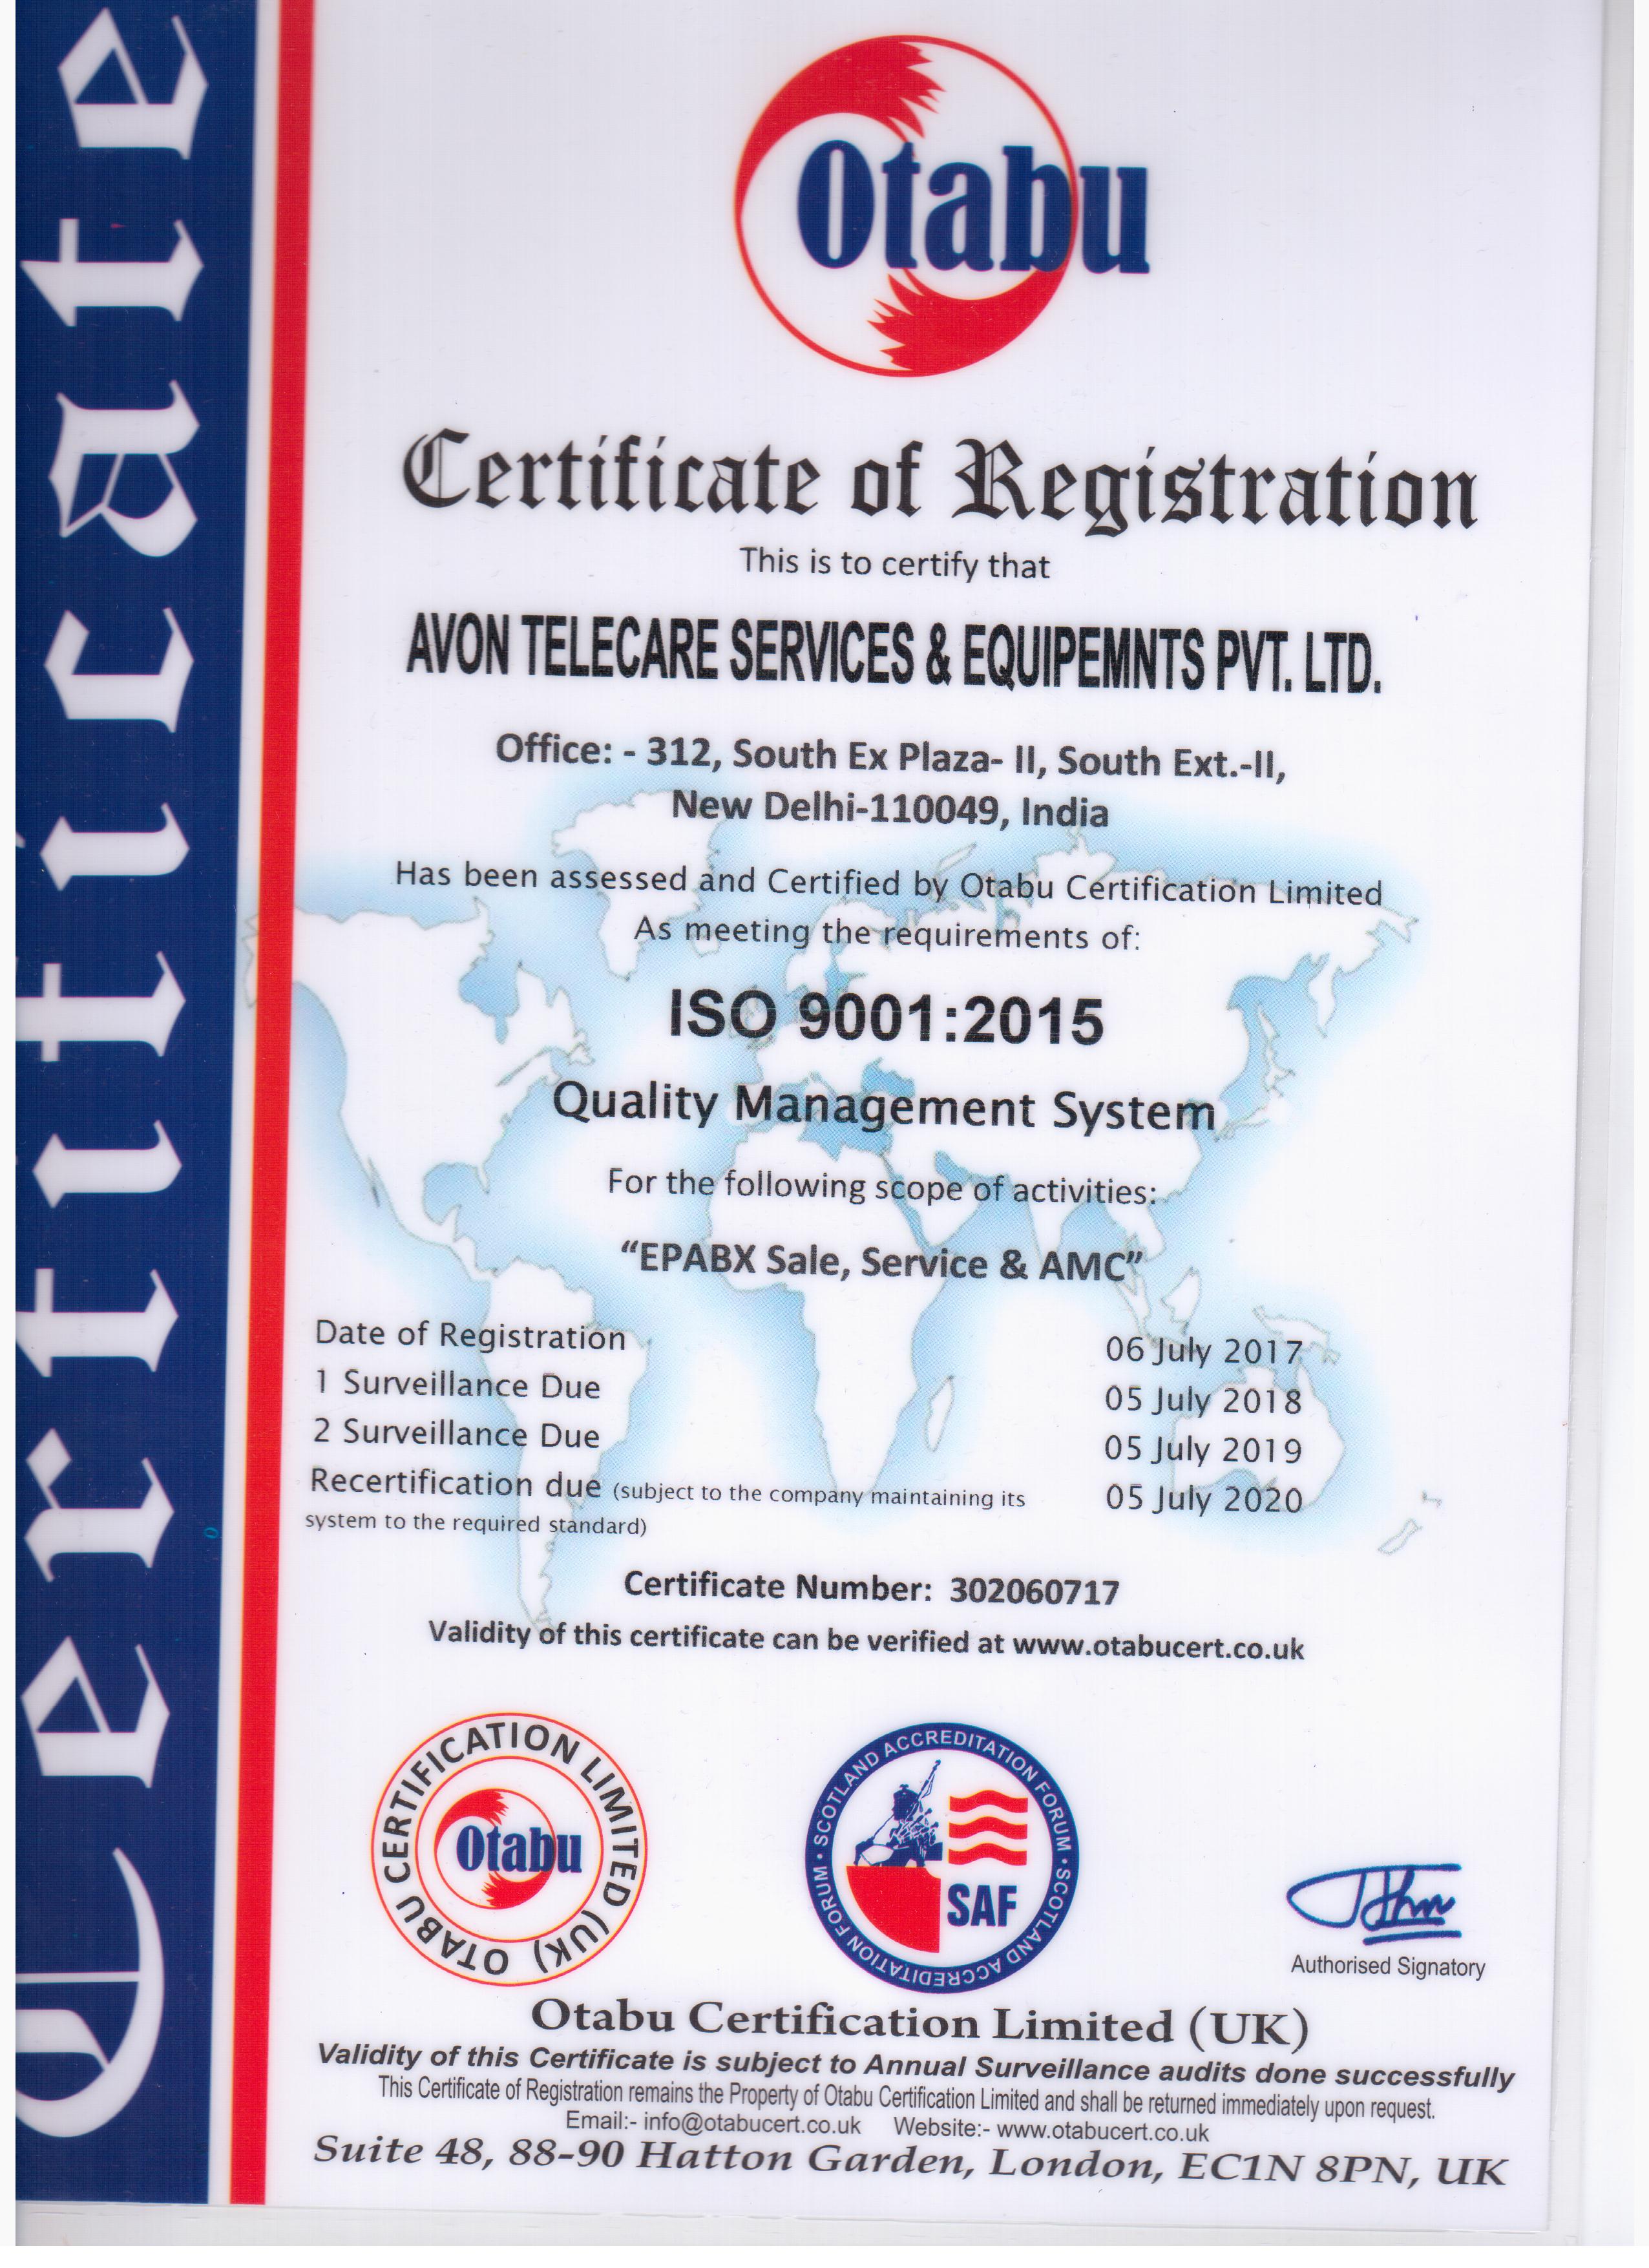 Certificate
Otabu
Certificate of Registration
This is to certify that
AVON TELECARE SERVICES & EQUIPEMNTS PVT. LTD.
Office: - 312, South Ex Plaza- II, South Ext.-II,
New Delhi-110049, India
Has been assessed and Certified by Otabu Certification Limited
As meeting the requirements of:
ISO 9001:2015
Quality Management System
For the following scope of activities:
“EPABX Sale, Service & AMC”
Date of Registration 06 July 2017
1 Surveillance Due 05 July 2018
2 Surveillance Due 05 July 2019
Recertification due (subject to the company maintaining its 05 July 2020
system to the required standard)
Certificate Number: 302060717
Validity of this certificate can be verified at www.otabucert.co.uk
OTABU CERTIFICATION LIMITED (UK)
Otabu
SCOTLAND ACCREDITATION FORUM • SCOTLAND ACCREDITATION FORUM •
SAF
Authorised Signatory
Otabu Certification Limited (UK)
Validity of this Certificate is subject to Annual Surveillance audits done successfully
This Certificate of Registration remains the Property of Otabu Certification Limited and shall be returned immediately upon request.
Email:- info@otabucert.co.uk Website:- www.otabucert.co.uk
Suite 48, 88-90 Hatton Garden, London, EC1N 8PN, UK